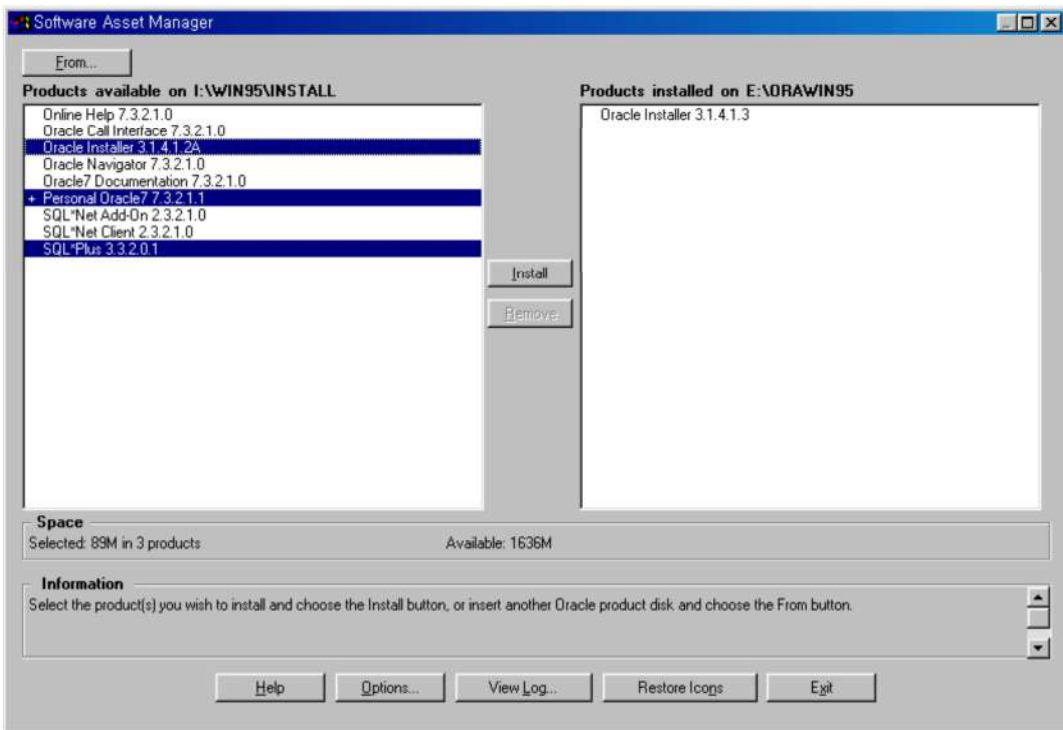 Software Asset Manager
From...
Products available on I:\WIN95\INSTALL
Online Help 7.3.2.1.0
Oracle Call Interface 7.3.2.1.0
Oracle Installer 3.1.4.1.2A
Oracle Navigator 7.3.2.1.0
Oracle7 Documentation 7.3.2.1.0
+ Personal Oracle7 7.3.2.1.1
SQL*Net Add-On 2.3.2.1.0
SQL*Net Client 2.3.2.1.0
SQL*Plus 3.3.2.0.1
Install
Remove
Products installed on E:\ORAWIN95
Oracle Installer 3.1.4.1.3
Space
Selected: 89M in 3 products Available: 1636M
Information
Select the product(s) you wish to install and choose the Install button, or insert another Oracle product disk and choose the From button.
Help Options... View Log... Restore Icons Exit